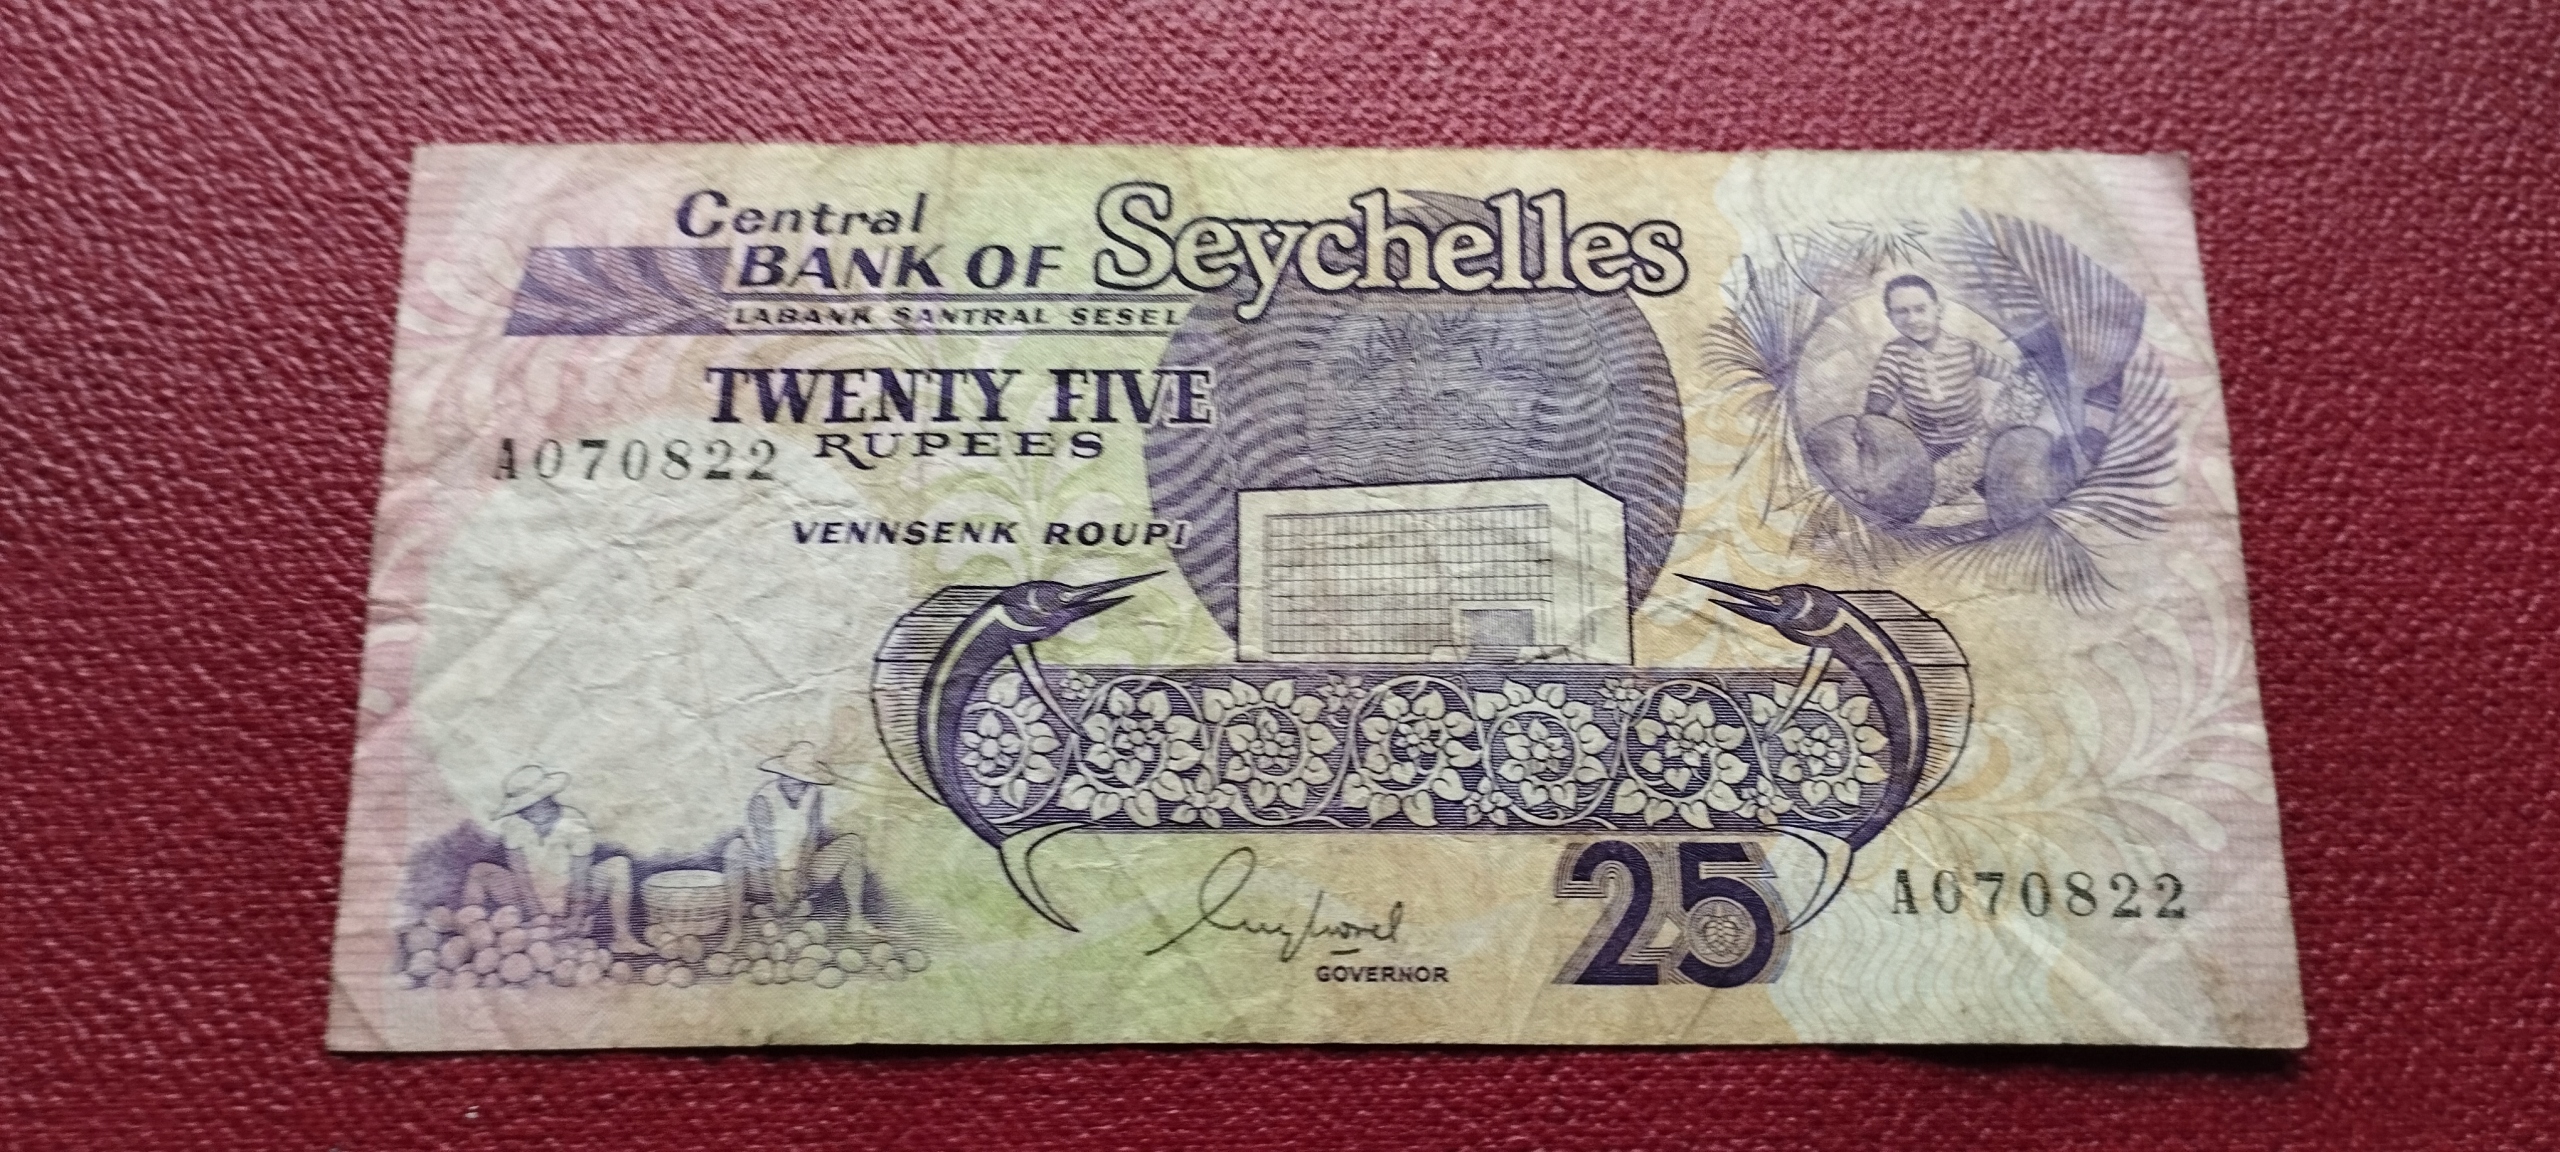 Central
BANK OF Seychelles
LABANK SANTRAL SESEL
TWENTY FIVE
RUPEES
A070822
VENNSENK ROUPI
GOVERNOR
25
A070822